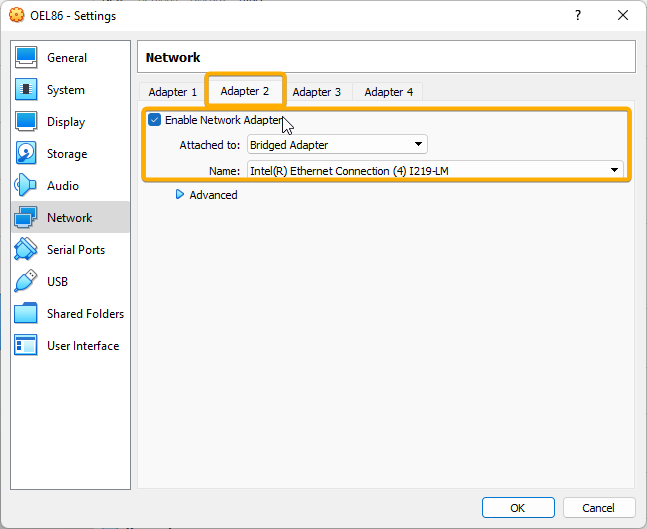 OEL86 - Settings
?
General
System
Display
Storage
Audio
Network
Serial Ports
USB
Shared Folders
User Interface
Network
Adapter 1 Adapter 2 Adapter 3 Adapter 4
Enable Network Adapter
Attached to: Bridged Adapter
Name: Intel(R) Ethernet Connection (4) I219-LM
Advanced
OK Cancel